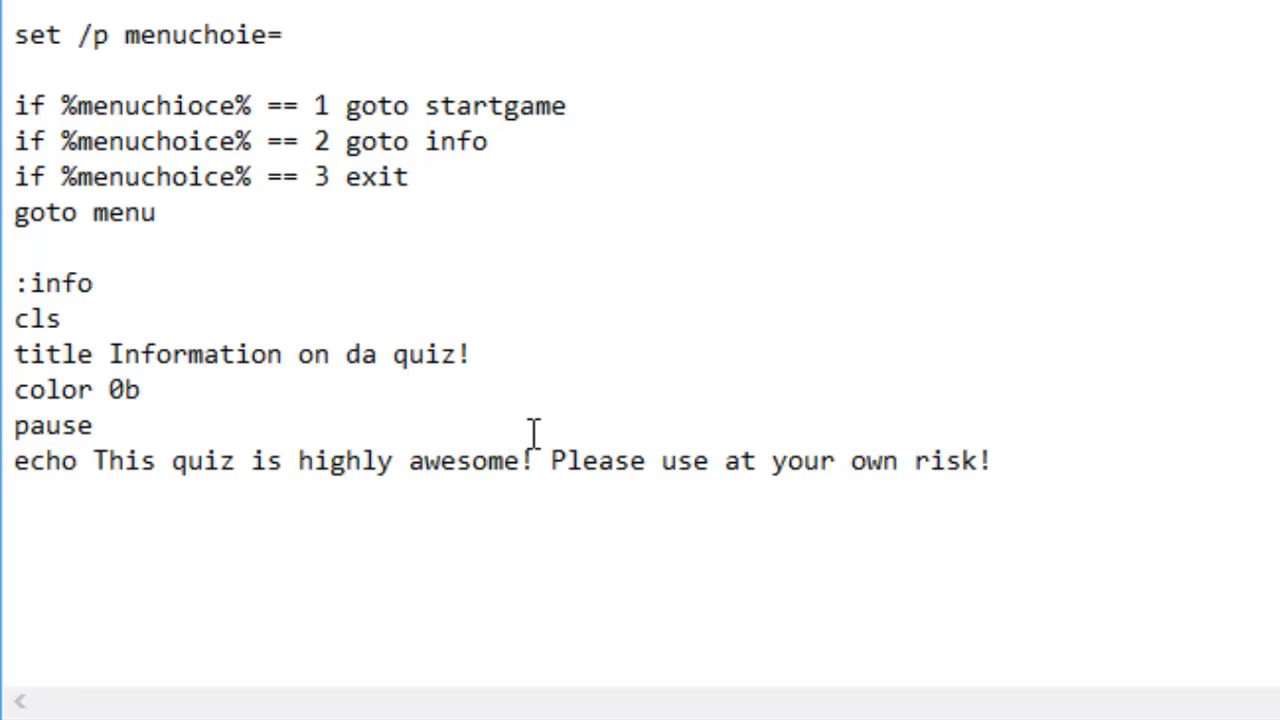 set /p menuchoie=
if %menuchioce% == 1 goto startgame
if %menuchoice% == 2 goto info
if %menuchoice% == 3 exit
goto menu
:info
cls
title Information on da quiz!
color 0b
pause
echo This quiz is highly awesome! Please use at your own risk!